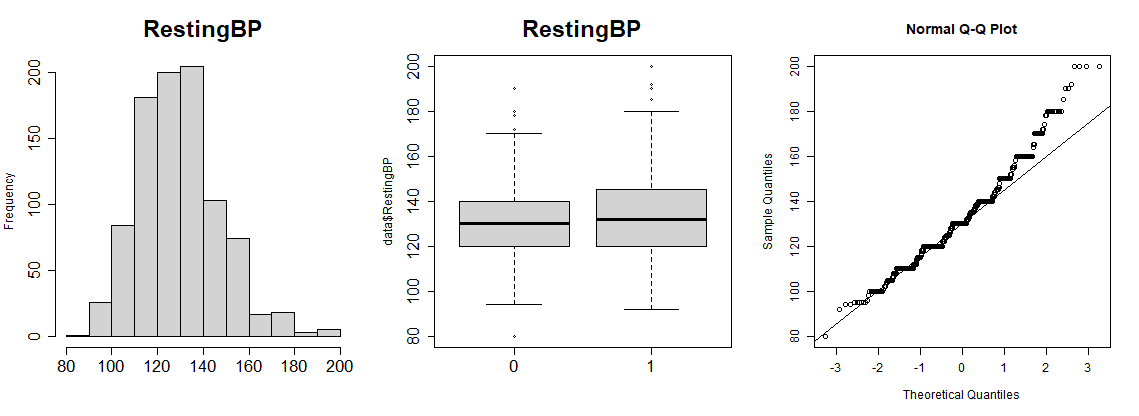 RestingBP
Frequency
200
150
100
50
0
80 100 120 140 160 180 200
RestingBP
data$RestingBP
200
180
160
140
120
100
80
0 1
Normal Q-Q Plot
Sample Quantiles
200
180
160
140
120
100
80
-3 -2 -1 0 1 2 3
Theoretical Quantiles